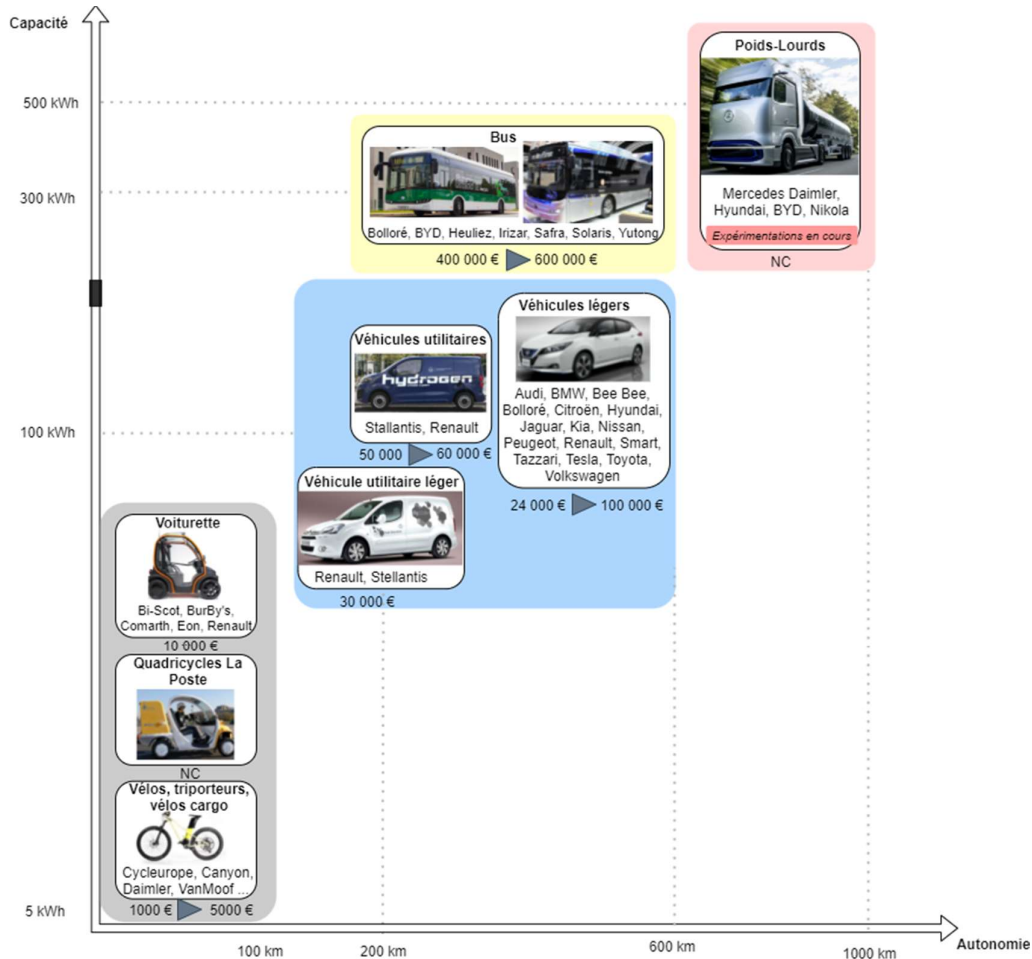 Capacité
500 kWh
300 kWh
100 kWh
5 kWh
Poids-Lourds
Mercedes Daimler,
Hyundai, BYD, Nikola
Expérimentations en cours
NC
Bus
Bolloré, BYD, Heuliez, Irizar, Safra, Solaris, Yutong
400 000 € 600 000 €
Véhicules utilitaires
hydrogen
Stallantis, Renault
50 000 60 000 €
Véhicules légers
Audi, BMW, Bee Bee,
Bolloré, Citroën, Hyundai,
Jaguar, Kia, Nissan,
Peugeot, Renault, Smart,
Tazzari, Tesla, Toyota,
Volkswagen
24 000 € 100 000 €
Véhicule utilitaire léger
Renault, Stellantis
30 000 €
Voiturette
Bi-Scot, BurBy's,
Comarth, Eon, Renault
10 000 €
Quadricycles La
Poste
NC
Vélos, triporteurs,
vélos cargo
Cycleurope, Canyon,
Daimler, VanMoof ...
1000 € 5000 €
100 km
200 km
600 km
1000 km
Autonomie